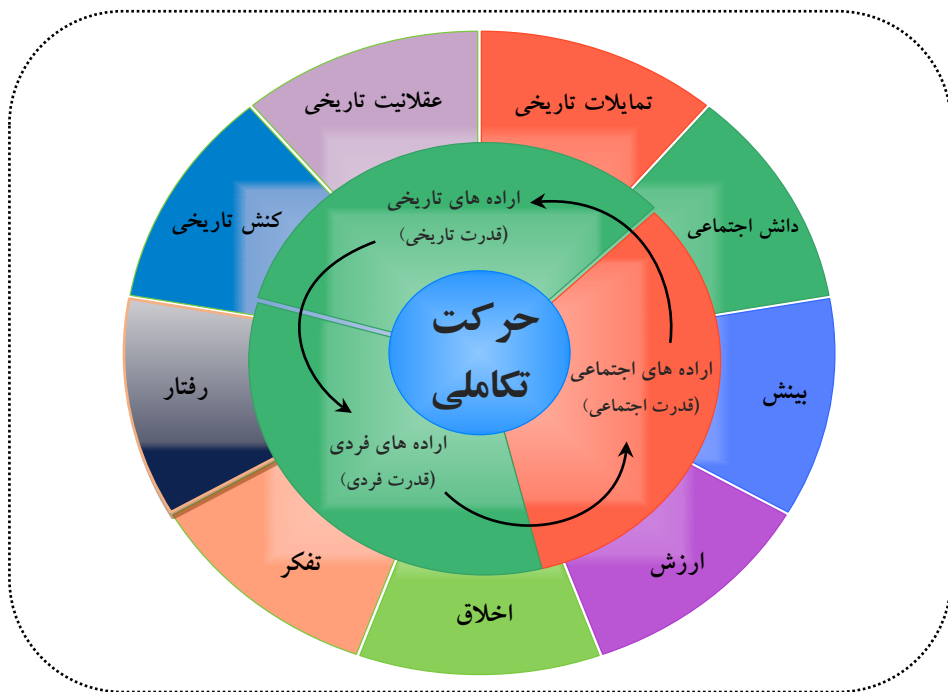 تمایلات تاریخی
عقلانیت تاریخی
دانش اجتماعی
کنش تاریخی
اراده های تاریخی
(قدرت تاریخی)
حرکت
تکاملی
اراده های اجتماعی
(قدرت اجتماعی)
بینش
رفتار
اراده های فردی
(قدرت فردی)
ارزش
تفکر
اخلاق